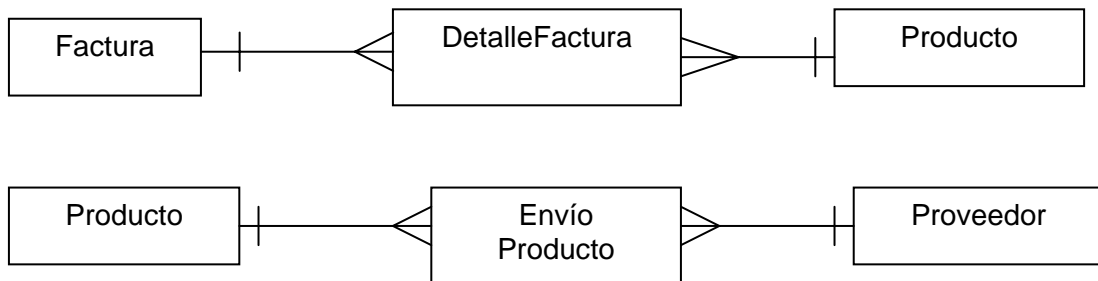 Factura
DetalleFactura
Producto
Producto
Envío
Producto
Proveedor